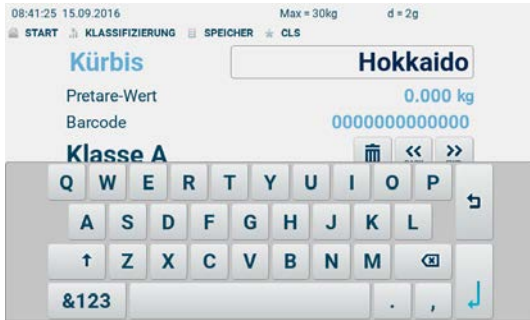 08:41:25 15.09.2016 Max = 30kg d = 2g
START KLASSIFIZIERUNG SPEICHER CLS
Kürbis Hokkaido
Pretare-Wert 0.000 kg
Barcode 0000000000000
Klasse A
Q W E R T Y U I O P
A S D F G H J K L
Z X C V B N M
&123 . ,